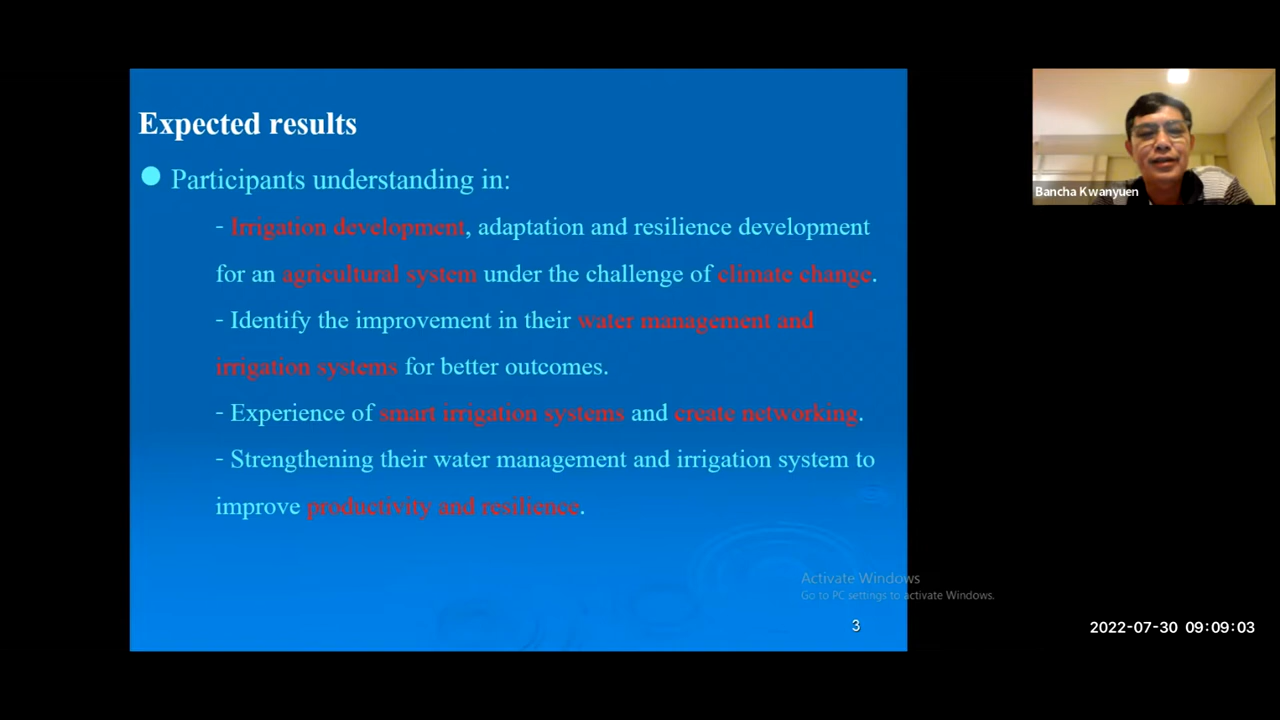 Expected results
Participants understanding in:
- Irrigation development, adaptation and resilience development
for an agricultural system under the challenge of climate change.
- Identify the improvement in their water management and
irrigation systems for better outcomes.
- Experience of smart irrigation systems and create networking.
- Strengthening their water management and irrigation system to
improve productivity and resilience.
Activate Windows
Go to PC settings to activate Windows.
3
Bancha Kwanyuen
2022-07-30 09:09:03